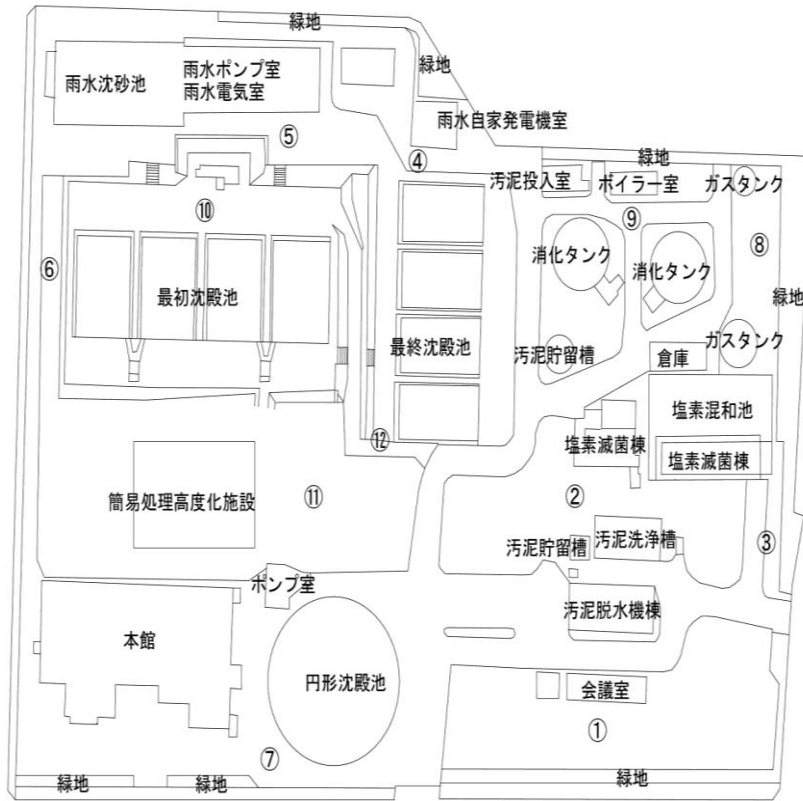 緑地
緑地
雨水沈砂池
雨水ポンプ室
雨水電気室
雨水自家発電機室
⑤
④
緑地
汚泥投入室
ボイラー室
ガスタンク
⑩
⑨
⑧
消化タンク
消化タンク
⑥
最初沈殿池
緑地
最終沈殿池
汚泥貯留槽
倉庫
ガスタンク
塩素混和池
⑫
塩素滅菌棟
塩素滅菌棟
簡易処理高度化施設
⑪
②
③
汚泥貯留槽
汚泥洗浄槽
ポンプ室
汚泥脱水機棟
本館
円形沈殿池
会議室
①
⑦
緑地
緑地
緑地